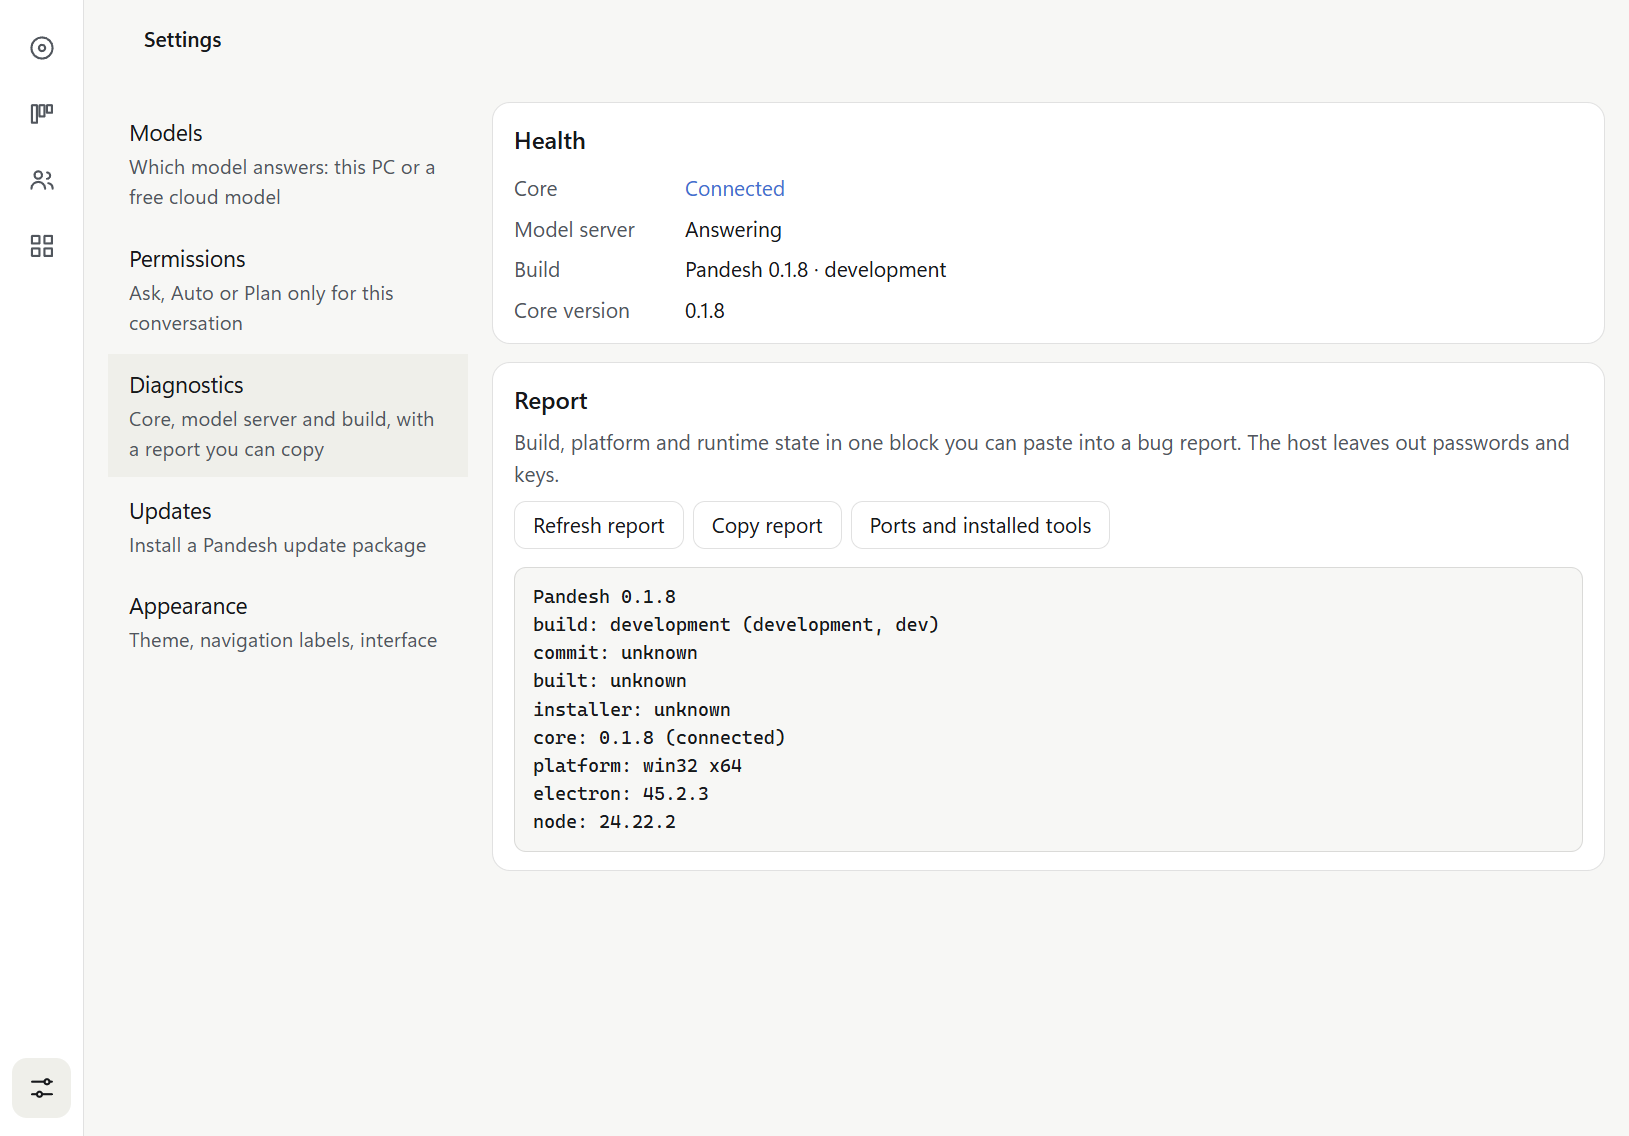 Settings
Models
Which model answers: this PC or a
free cloud model
Permissions
Ask, Auto or Plan only for this
conversation
Diagnostics
Core, model server and build, with
a report you can copy
Updates
Install a Pandesh update package
Appearance
Theme, navigation labels, interface
Health
Core Connected
Model server Answering
Build Pandesh 0.1.8 · development
Core version 0.1.8
Report
Build, platform and runtime state in one block you can paste into a bug report. The host leaves out passwords and
keys.
Refresh report Copy report Ports and installed tools
Pandesh 0.1.8
build: development (development, dev)
commit: unknown
built: unknown
installer: unknown
core: 0.1.8 (connected)
platform: win32 x64
electron: 45.2.3
node: 24.22.2